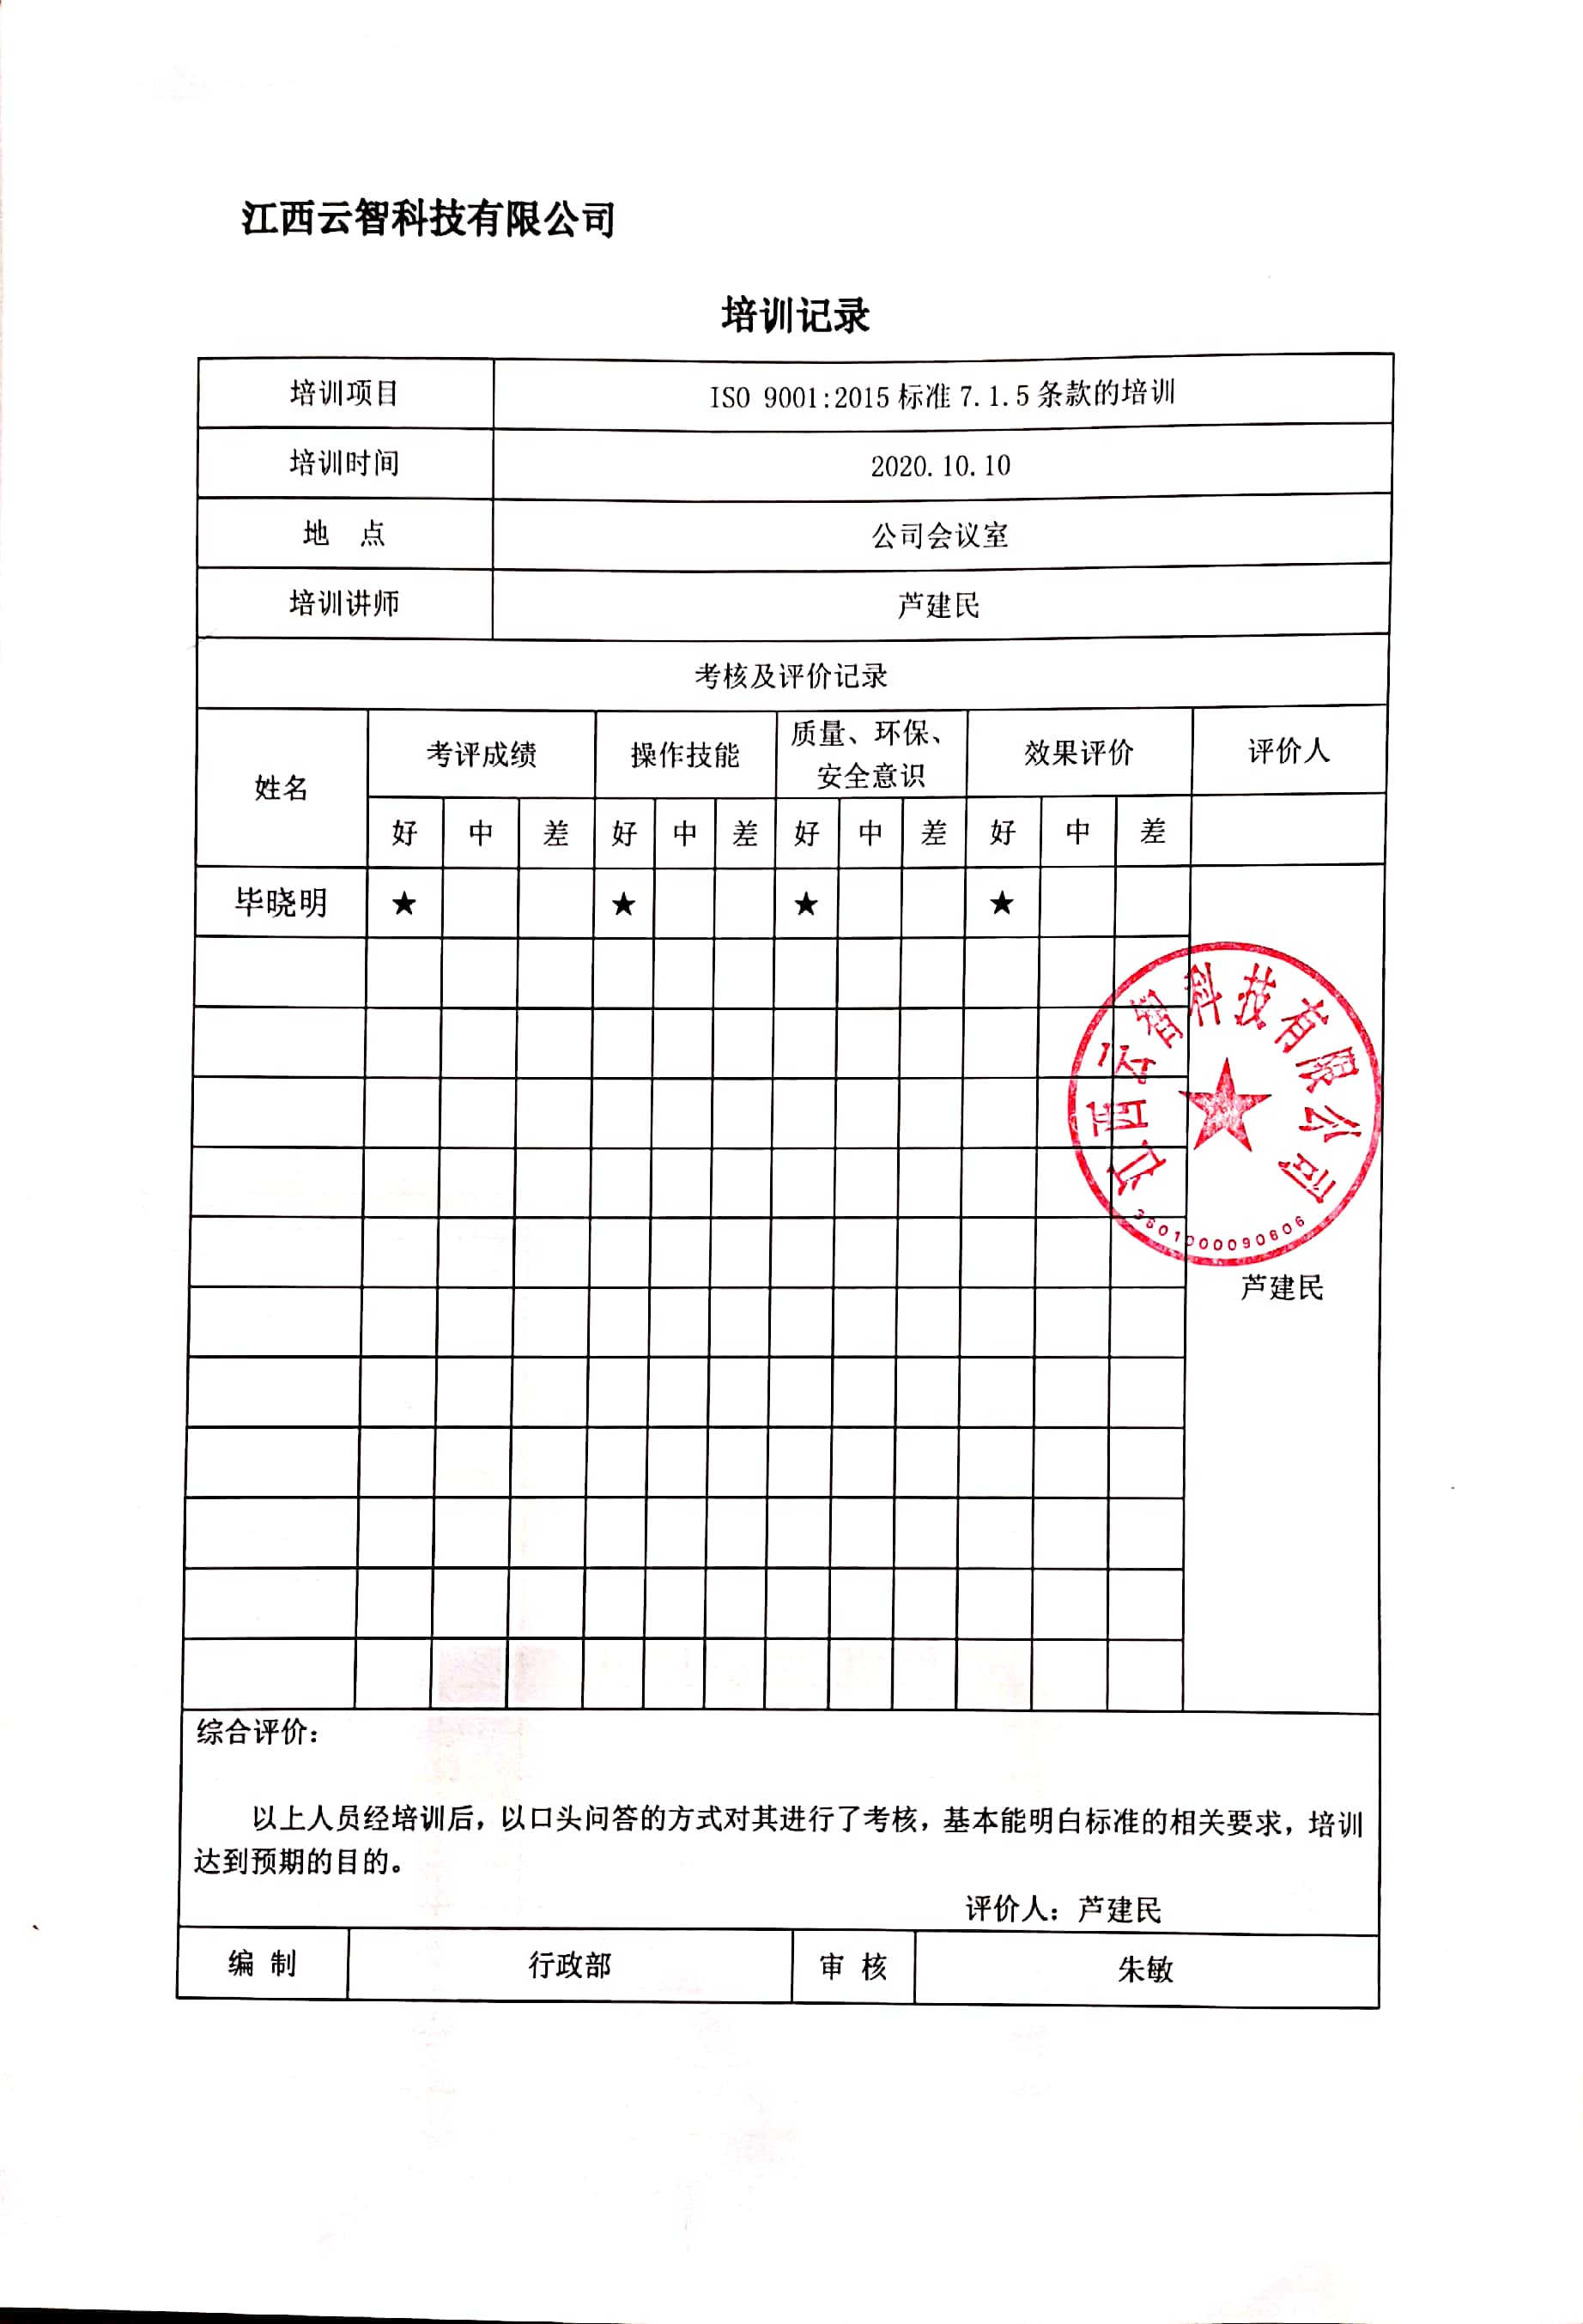 江西云智科技有限公司
培训记录
培训项目 ISO 9001:2015标准7.1.5条款的培训
培训时间 2020.10.10
地 点 公司会议室
培训讲师 芦建民
考核及评价记录
姓名 考评成绩 操作技能 质量、环保、安全意识 效果评价 评价人
好 中 差 好 中 差 好 中 差 好 中 差
毕晓明 ★ ★ ★ ★
江西云智科技有限公司
3601000090606
芦建民
综合评价：
以上人员经培训后，以口头问答的方式对其进行了考核，基本能明白标准的相关要求，培训
达到预期的目的。
评价人：芦建民
编 制 行政部 审 核 朱敏